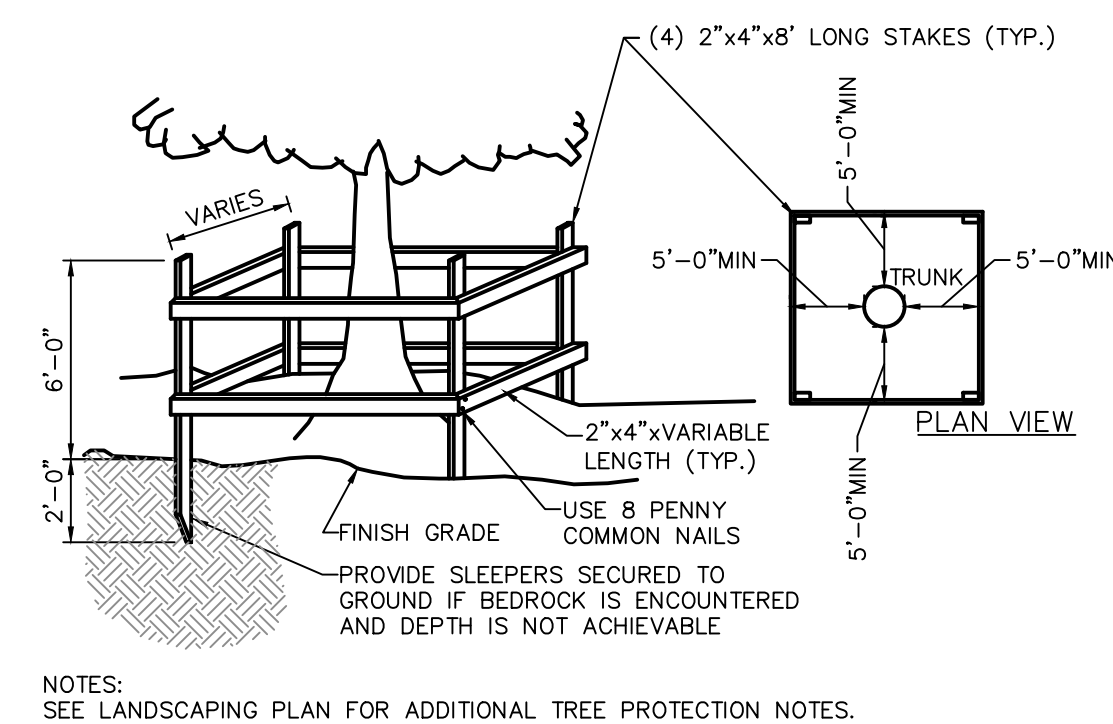 (4) 2"x4"x8' LONG STAKES (TYP.)
5'-0"MIN
VARIES
5'-0"MIN
TRUNK
5'-0"MIN
6'-0"
PLAN VIEW
2"x4"xVARIABLE
LENGTH (TYP.)
2'-0"
5'-0"MIN
USE 8 PENNY
COMMON NAILS
FINISH GRADE
PROVIDE SLEEPERS SECURED TO
GROUND IF BEDROCK IS ENCOUNTERED
AND DEPTH IS NOT ACHIEVABLE
NOTES:
SEE LANDSCAPING PLAN FOR ADDITIONAL TREE PROTECTION NOTES.